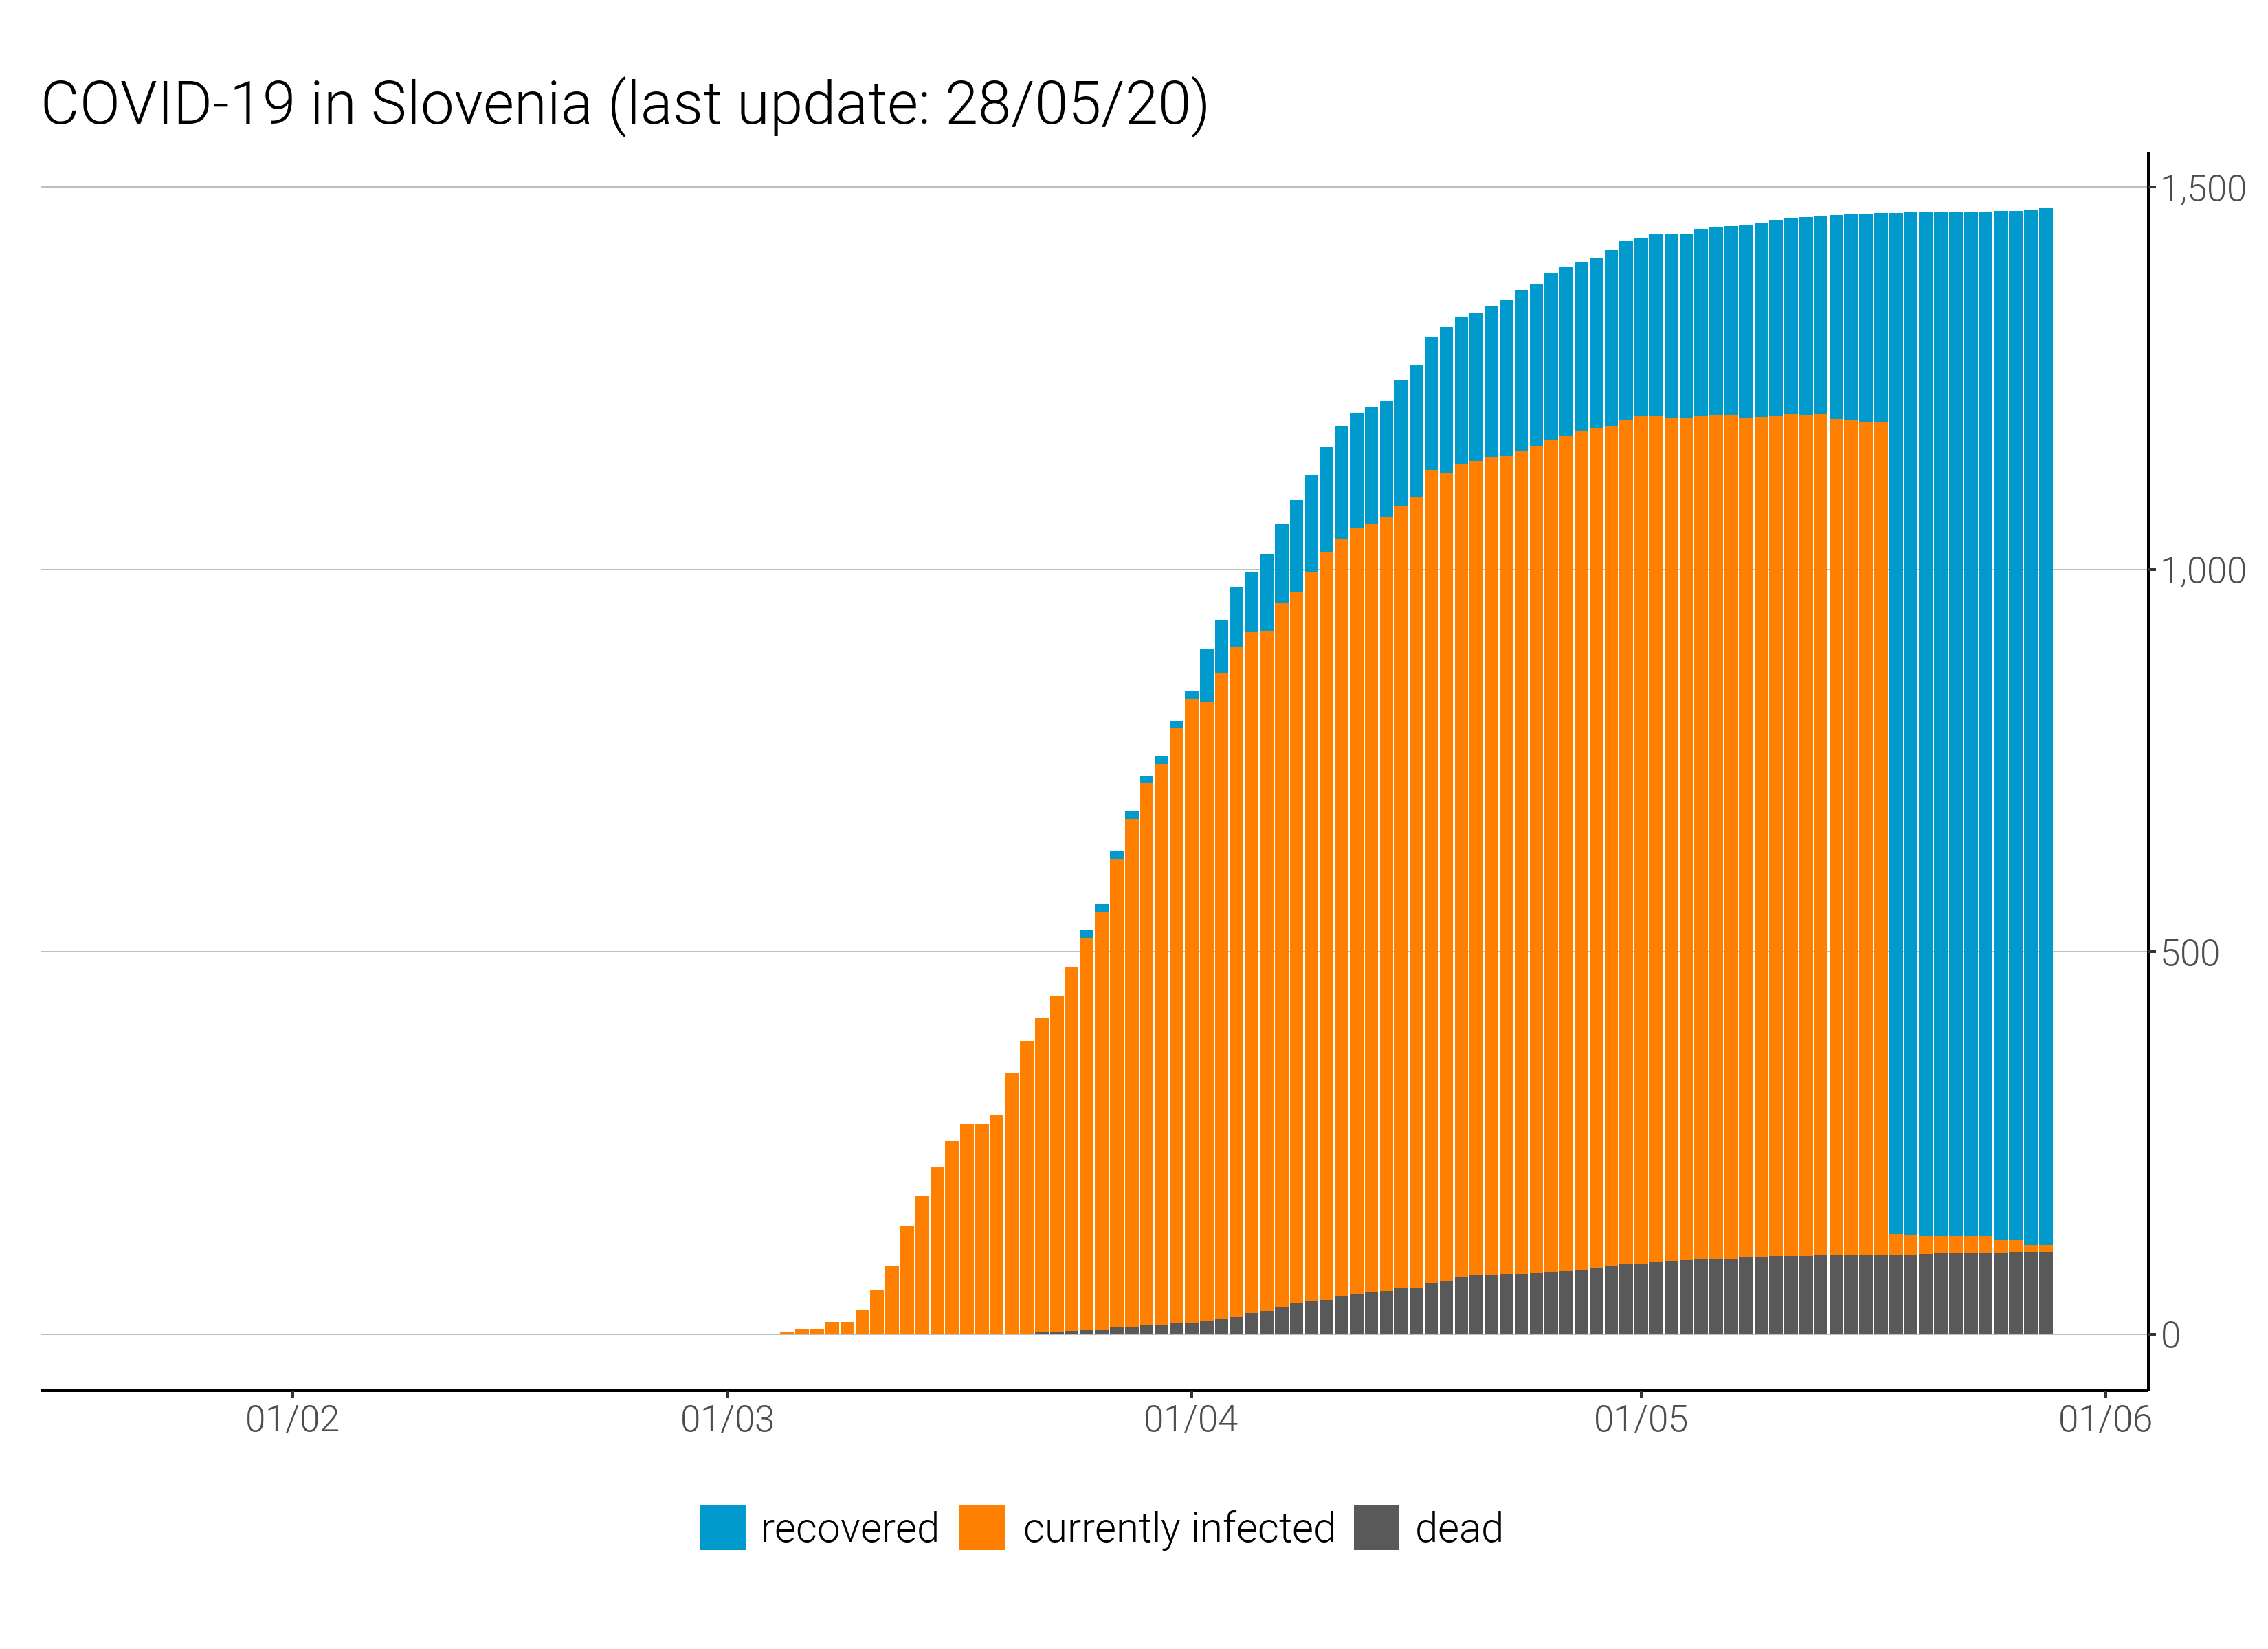 COVID-19 in Slovenia (last update: 28/05/20)
1,500
1,000
500
0
01/02 01/03 01/04 01/05 01/06
recovered currently infected dead